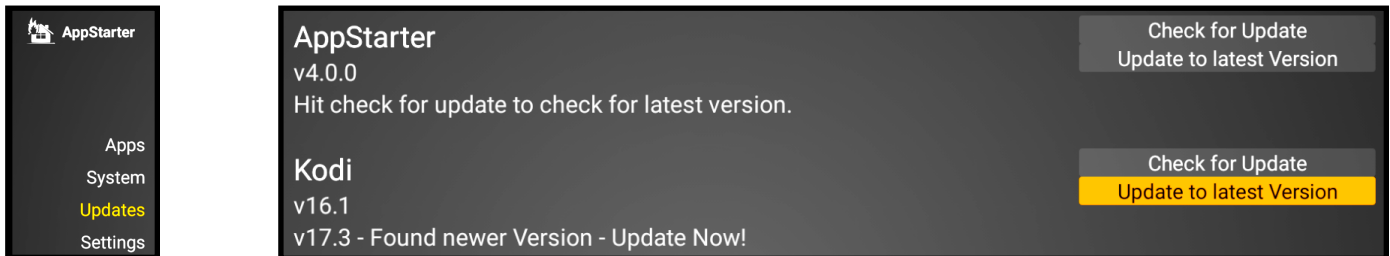 AppStarter
Apps
System
Updates
Settings
AppStarter
v4.0.0
Hit check for update to check for latest version.
Check for Update
Update to latest Version
Kodi
v16.1
v17.3 - Found newer Version - Update Now!
Check for Update
Update to latest Version